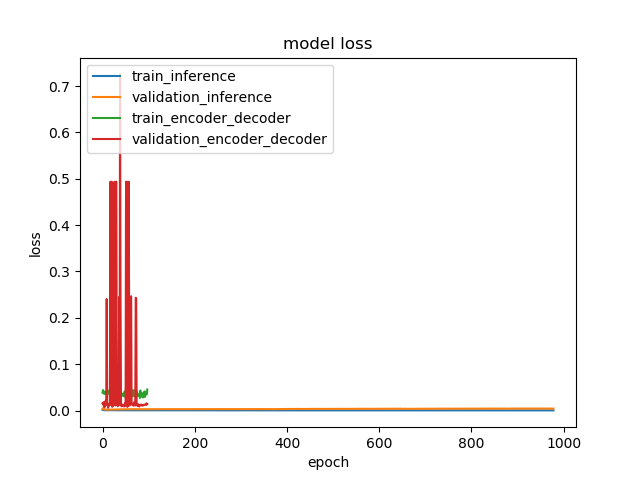 model loss
train_inference
validation_inference
train_encoder_decoder
validation_encoder_decoder
0.7
0.6
0.5
0.4
0.3
0.2
0.1
0.0
loss
0
200
400
600
800
1000
epoch